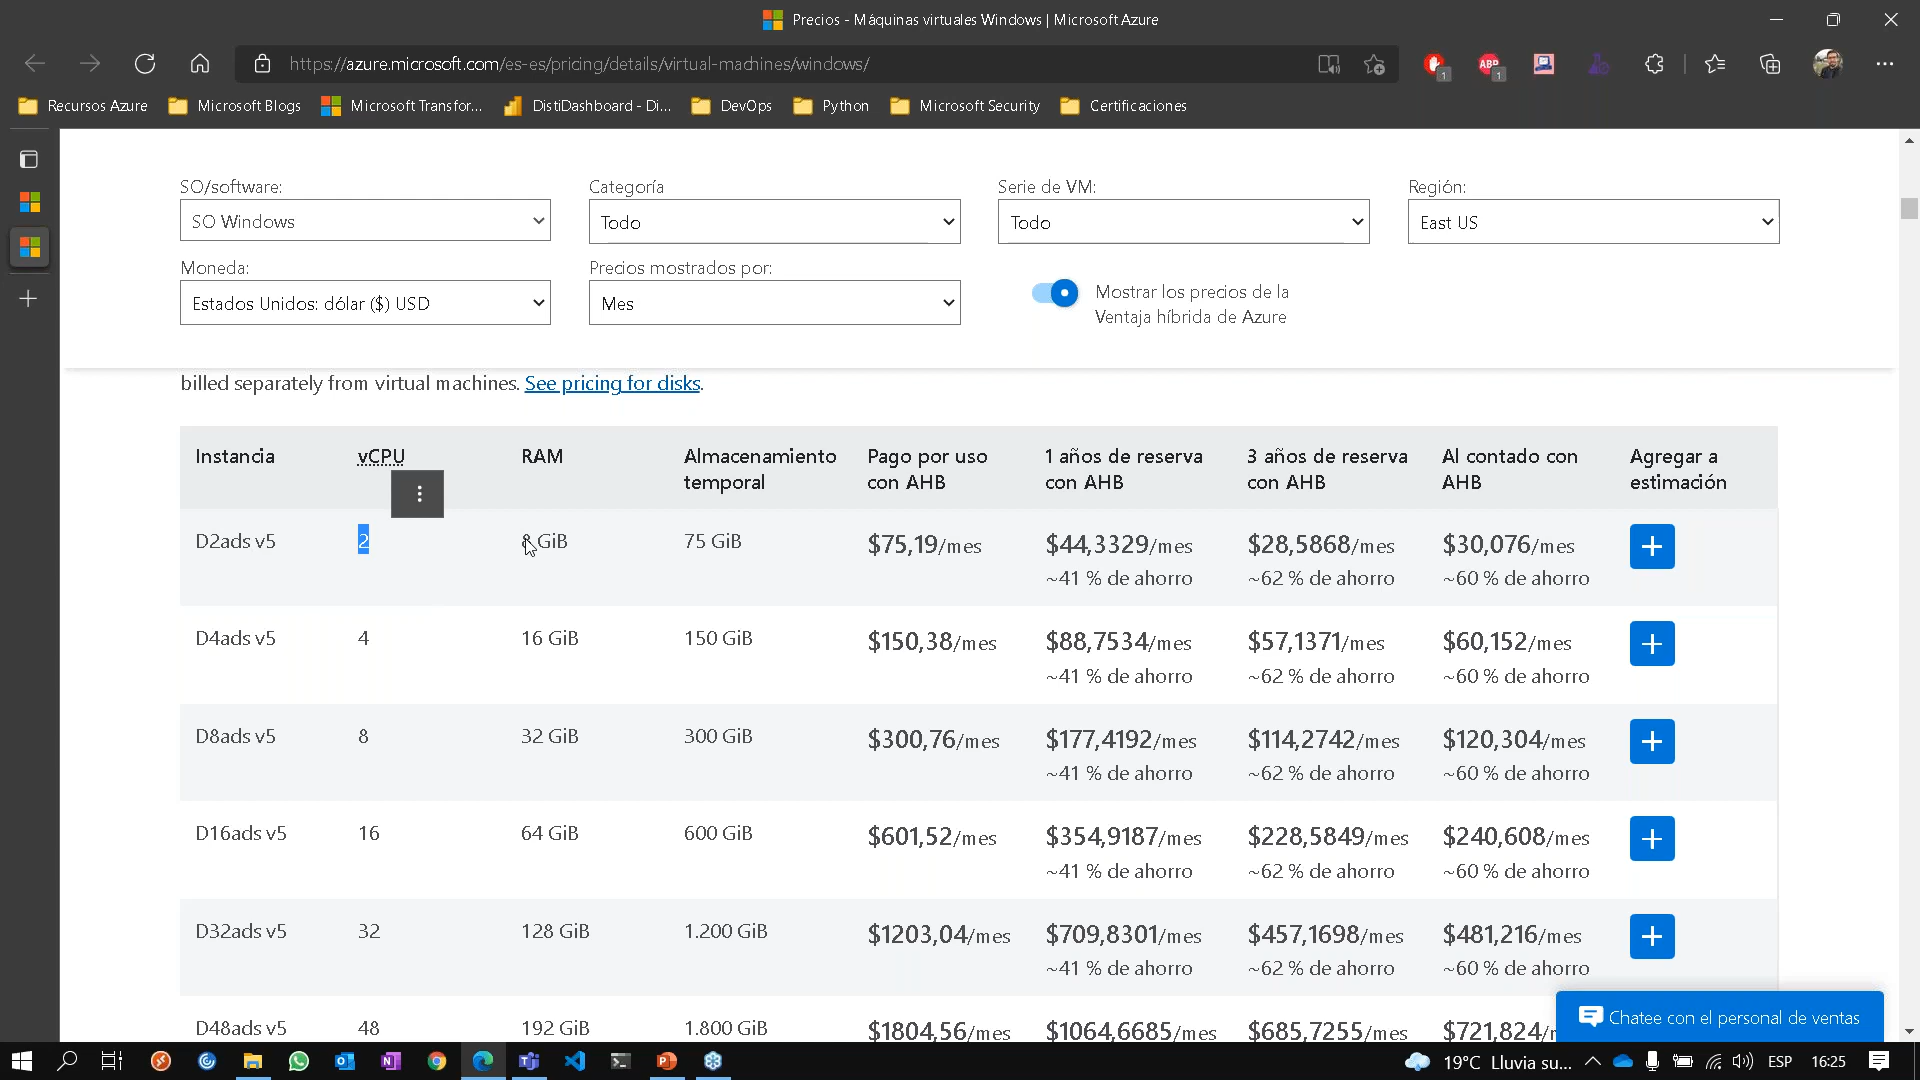 Precios - Máquinas virtuales Windows | Microsoft Azure
https://azure.microsoft.com/es-es/pricing/details/virtual-machines/windows/
1
ABP
1
Recursos Azure
Microsoft Blogs
Microsoft Transfor...
DistiDashboard - Di...
DevOps
Python
Microsoft Security
Certificaciones
SO/software:
Categoría
Serie de VM:
Región:
SO Windows
Todo
Todo
East US
Moneda:
Precios mostrados por:
Estados Unidos: dólar ($) USD
Mes
Mostrar los precios de la
Ventaja híbrida de Azure
billed separately from virtual machines. See pricing for disks.
Instancia vCPU RAM Almacenamiento temporal Pago por uso con AHB 1 años de reserva con AHB 3 años de reserva con AHB Al contado con AHB Agregar a estimación
D2ads v5 2 8 GiB 75 GiB $75,19/mes $44,3329/mes $28,5868/mes $30,076/mes
~41 % de ahorro ~62 % de ahorro ~60 % de ahorro
D4ads v5 4 16 GiB 150 GiB $150,38/mes $88,7534/mes $57,1371/mes $60,152/mes
~41 % de ahorro ~62 % de ahorro ~60 % de ahorro
D8ads v5 8 32 GiB 300 GiB $300,76/mes $177,4192/mes $114,2742/mes $120,304/mes
~41 % de ahorro ~62 % de ahorro ~60 % de ahorro
D16ads v5 16 64 GiB 600 GiB $601,52/mes $354,9187/mes $228,5849/mes $240,608/mes
~41 % de ahorro ~62 % de ahorro ~60 % de ahorro
D32ads v5 32 128 GiB 1.200 GiB $1203,04/mes $709,8301/mes $457,1698/mes $481,216/mes
~41 % de ahorro ~62 % de ahorro ~60 % de ahorro
D48ads v5 48 192 GiB 1.800 GiB $1804,56/mes $1064,6685/mes $685,7255/mes $721,824/
Chatee con el personal de ventas
19°C Lluvia su...
ESP
16:25